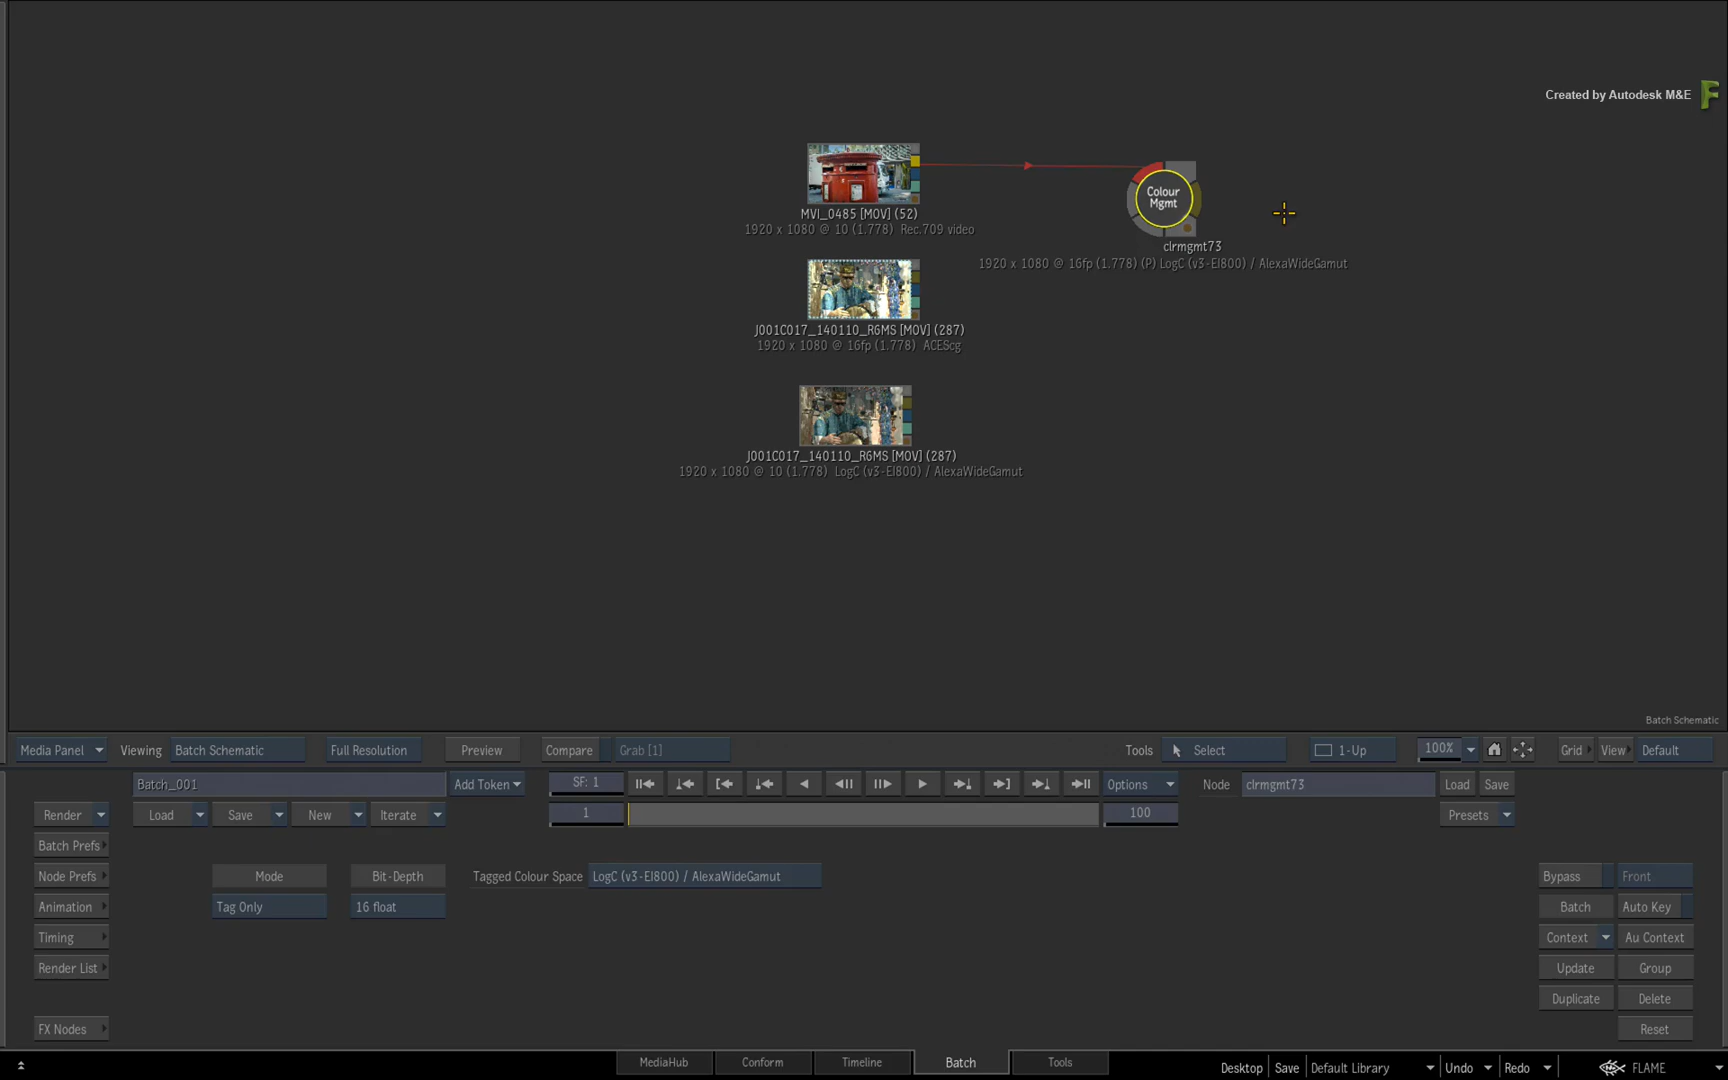 Created by Autodesk M&E
Colour
Mgmt
MVI_0485 [MOV] (52)
1920 x 1080 @ 10 (1.778) Rec.709 video
clrmgmt73
1920 x 1080 @ 16fp (1.778) (P) LogC (v3-EI800) / AlexaWideGamut
J001C017_140110_R6MS [MOV] (287)
1920 x 1080 @ 16fp (1.778) ACEScg
J001C017_140110_R6MS [MOV] (287)
1920 x 1080 @ 10 (1.778) LogC (v3-EI800) / AlexaWideGamut
Batch Schematic
Media Panel Viewing Batch Schematic Full Resolution Preview Compare Grab [1] Tools Select 1-Up 100% Grid View Default
Batch_001 Add Token SF: 1 Options Node clrmgmt73 Load Save
Render Load Save New Iterate 1 100 Presets
Batch Prefs
Node Prefs Mode Bit-Depth Tagged Colour Space LogC (v3-EI800) / AlexaWideGamut Bypass Front
Animation Tag Only 16 float Batch Auto Key
Timing Context Au Context
Render List Update Group
Duplicate Delete
FX Nodes Reset
MediaHub Conform Timeline Batch Tools Desktop Save Default Library Undo Redo FLAME